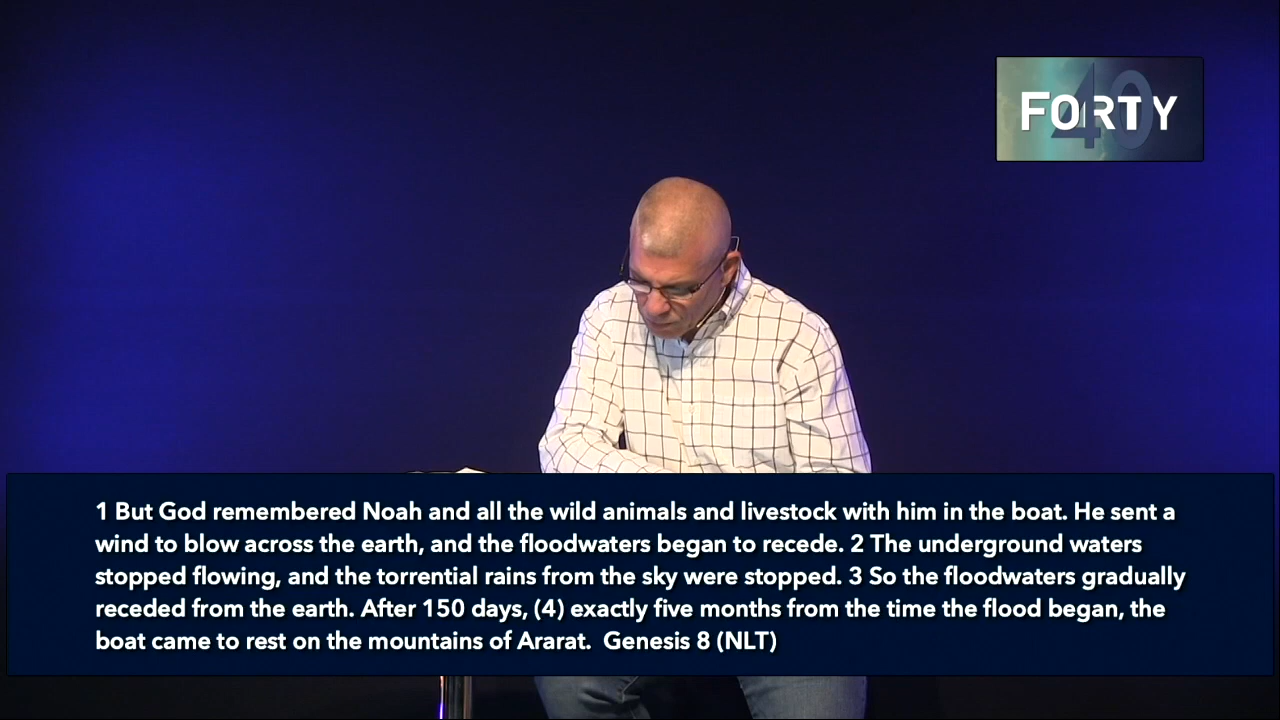 40
FORTY
1 But God remembered Noah and all the wild animals and livestock with him in the boat. He sent a
wind to blow across the earth, and the floodwaters began to recede. 2 The underground waters
stopped flowing, and the torrential rains from the sky were stopped. 3 So the floodwaters gradually
receded from the earth. After 150 days, (4) exactly five months from the time the flood began, the
boat came to rest on the mountains of Ararat.  Genesis 8 (NLT)